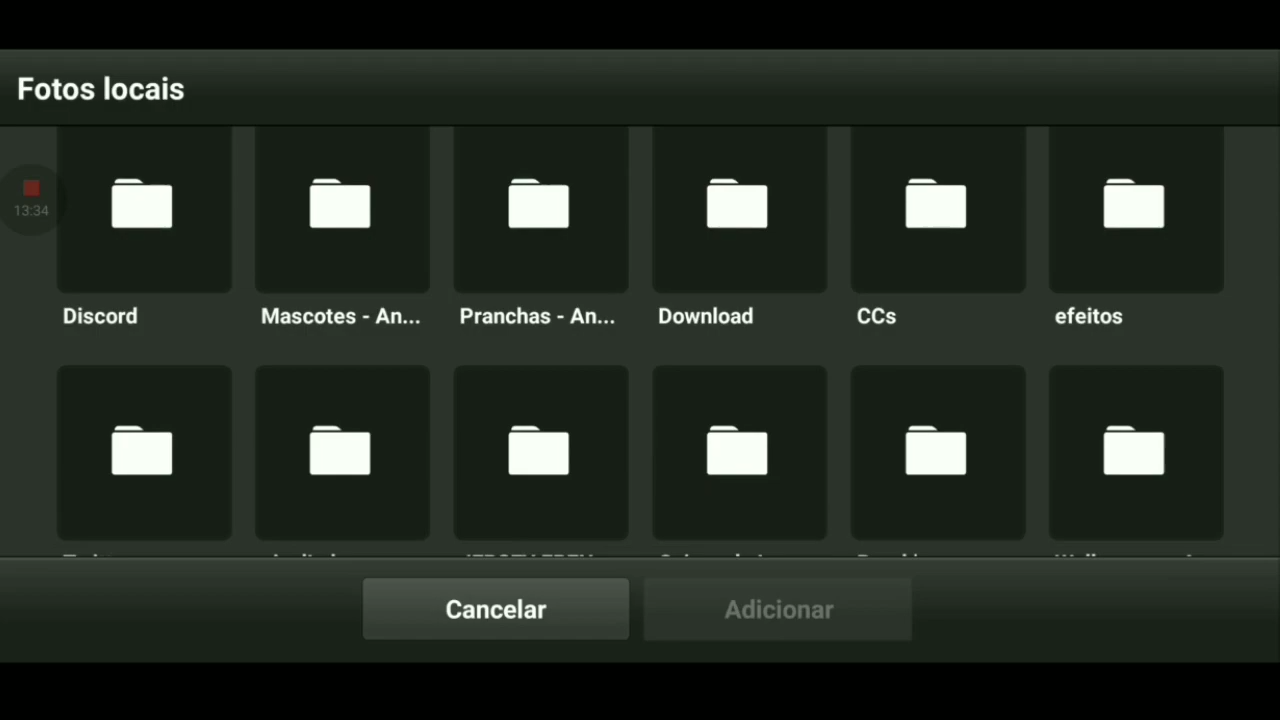 Fotos locais
13:34
Discord
Mascotes - An...
Pranchas - An...
Download
CCs
efeitos
Cancelar
Adicionar